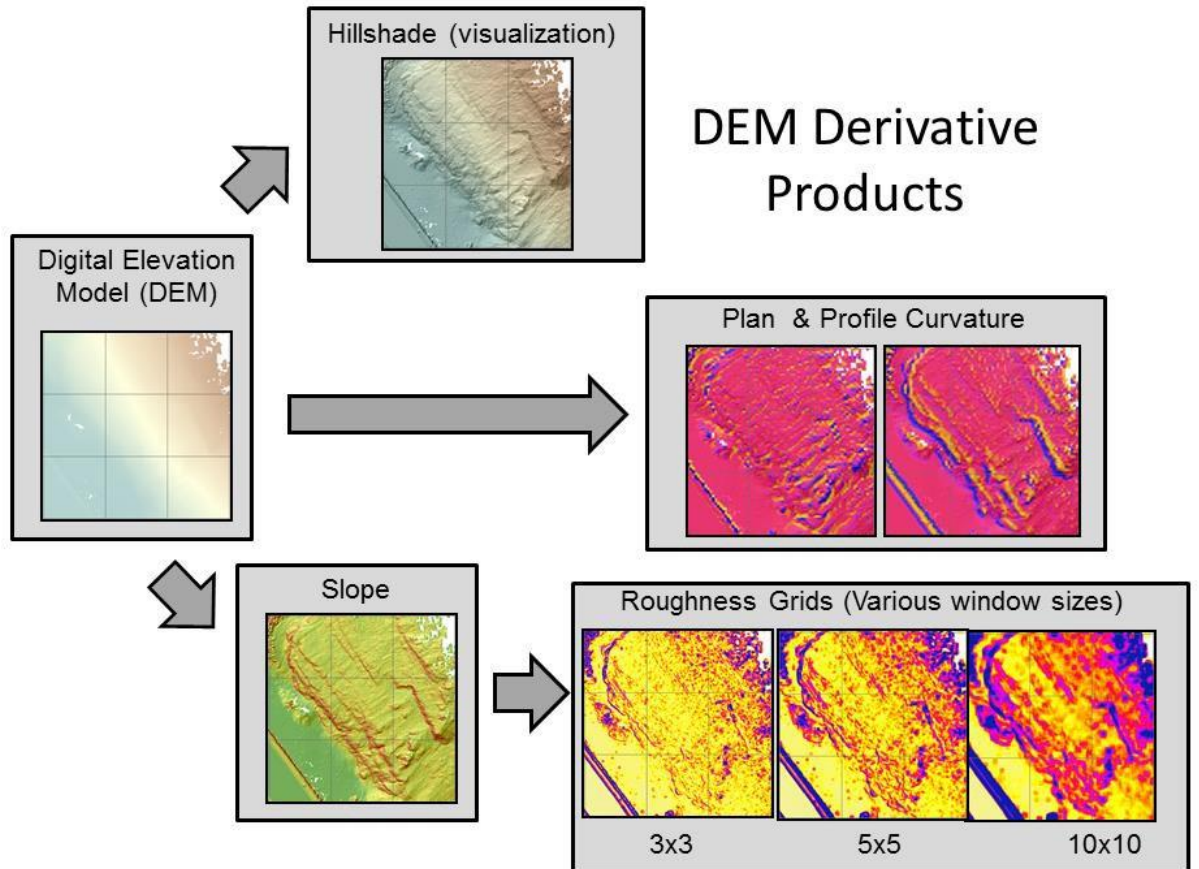 Hillshade (visualization)
DEM Derivative
Products
Digital Elevation
Model (DEM)
Plan & Profile Curvature
Slope
Roughness Grids (Various window sizes)
3x3
5x5
10x10